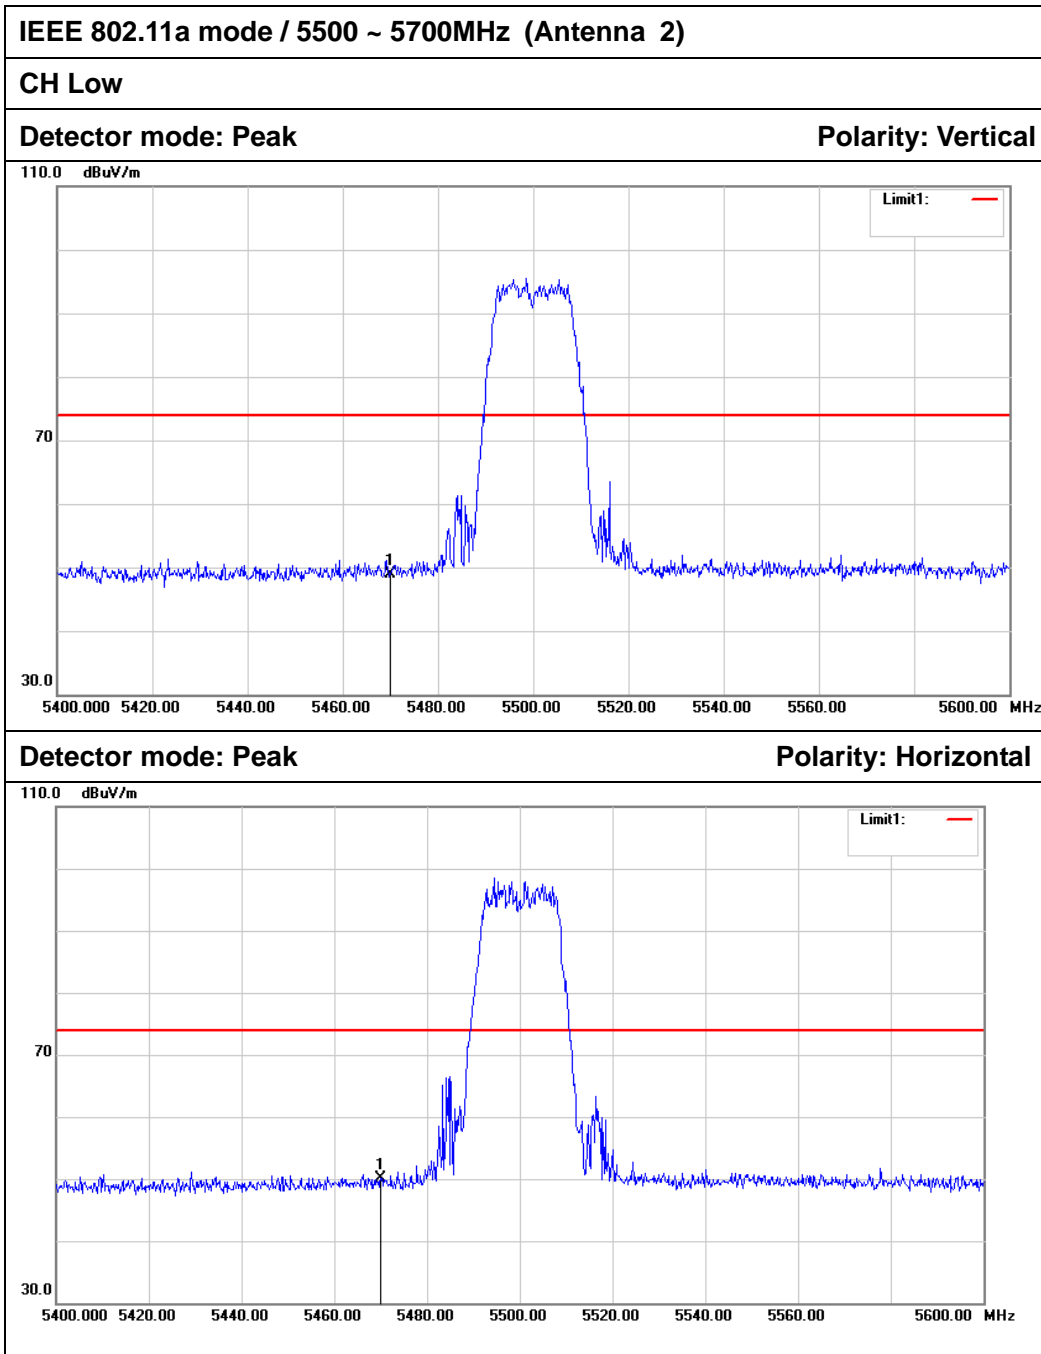 IEEE 802.11a mode / 5500 ~ 5700MHz (Antenna 2)
CH Low
Detector mode: Peak Polarity: Vertical
110.0 dBuV/m
Limit1:
70
1
30.0
5400.000 5420.00 5440.00 5460.00 5480.00 5500.00 5520.00 5540.00 5560.00 5600.00 MHz
Detector mode: Peak Polarity: Horizontal
110.0 dBuV/m
Limit1:
70
1
30.0
5400.000 5420.00 5440.00 5460.00 5480.00 5500.00 5520.00 5540.00 5560.00 5600.00 MHz